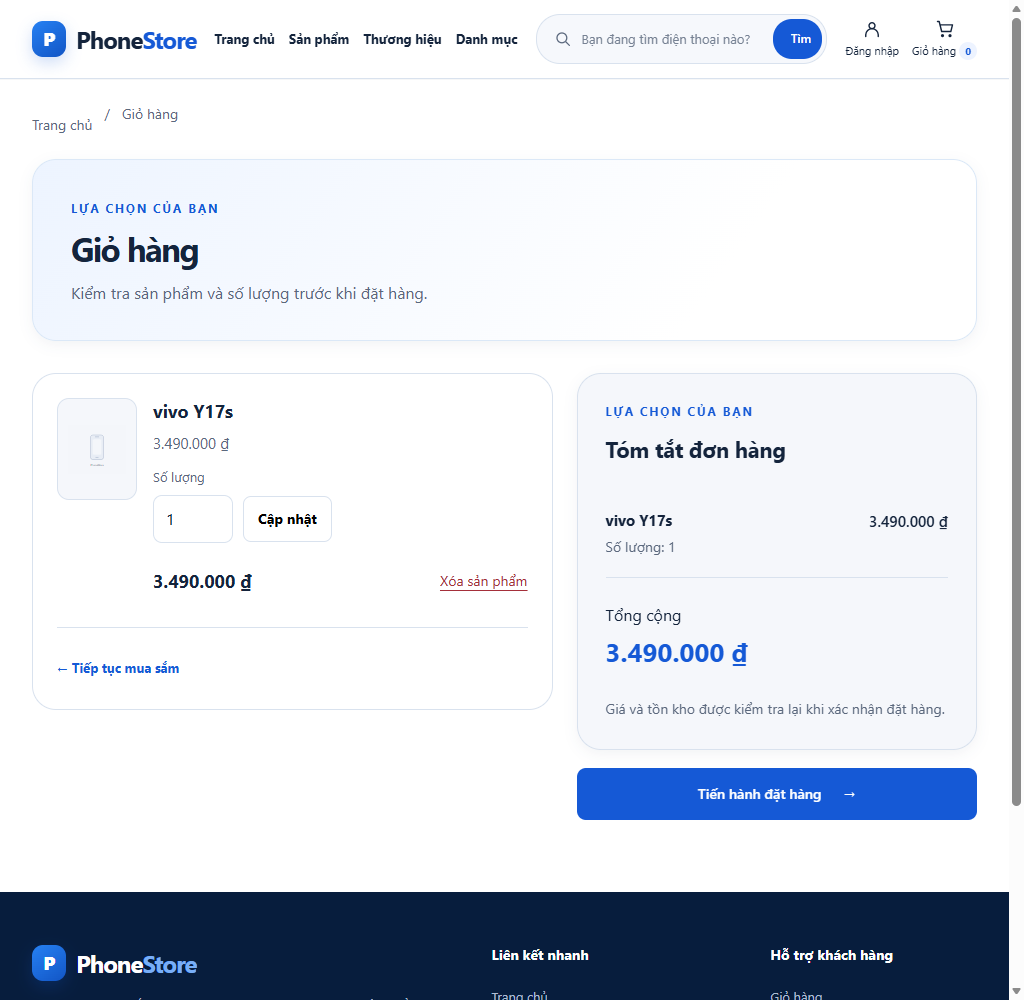 P PhoneStore Trang chủ Sản phẩm Thương hiệu Danh mục Bạn đang tìm điện thoại nào? Tìm Đăng nhập Giỏ hàng 0
Trang chủ / Giỏ hàng
LỰA CHỌN CỦA BẠN
Giỏ hàng
Kiểm tra sản phẩm và số lượng trước khi đặt hàng.
vivo Y17s
3.490.000 ₫
Số lượng
1 Cập nhật
3.490.000 ₫ Xóa sản phẩm
← Tiếp tục mua sắm
LỰA CHỌN CỦA BẠN
Tóm tắt đơn hàng
vivo Y17s 3.490.000 ₫
Số lượng: 1
Tổng cộng
3.490.000 ₫
Giá và tồn kho được kiểm tra lại khi xác nhận đặt hàng.
Tiến hành đặt hàng →
P PhoneStore
Liên kết nhanh
Trang chủ
Hỗ trợ khách hàng
Giỏ hàng